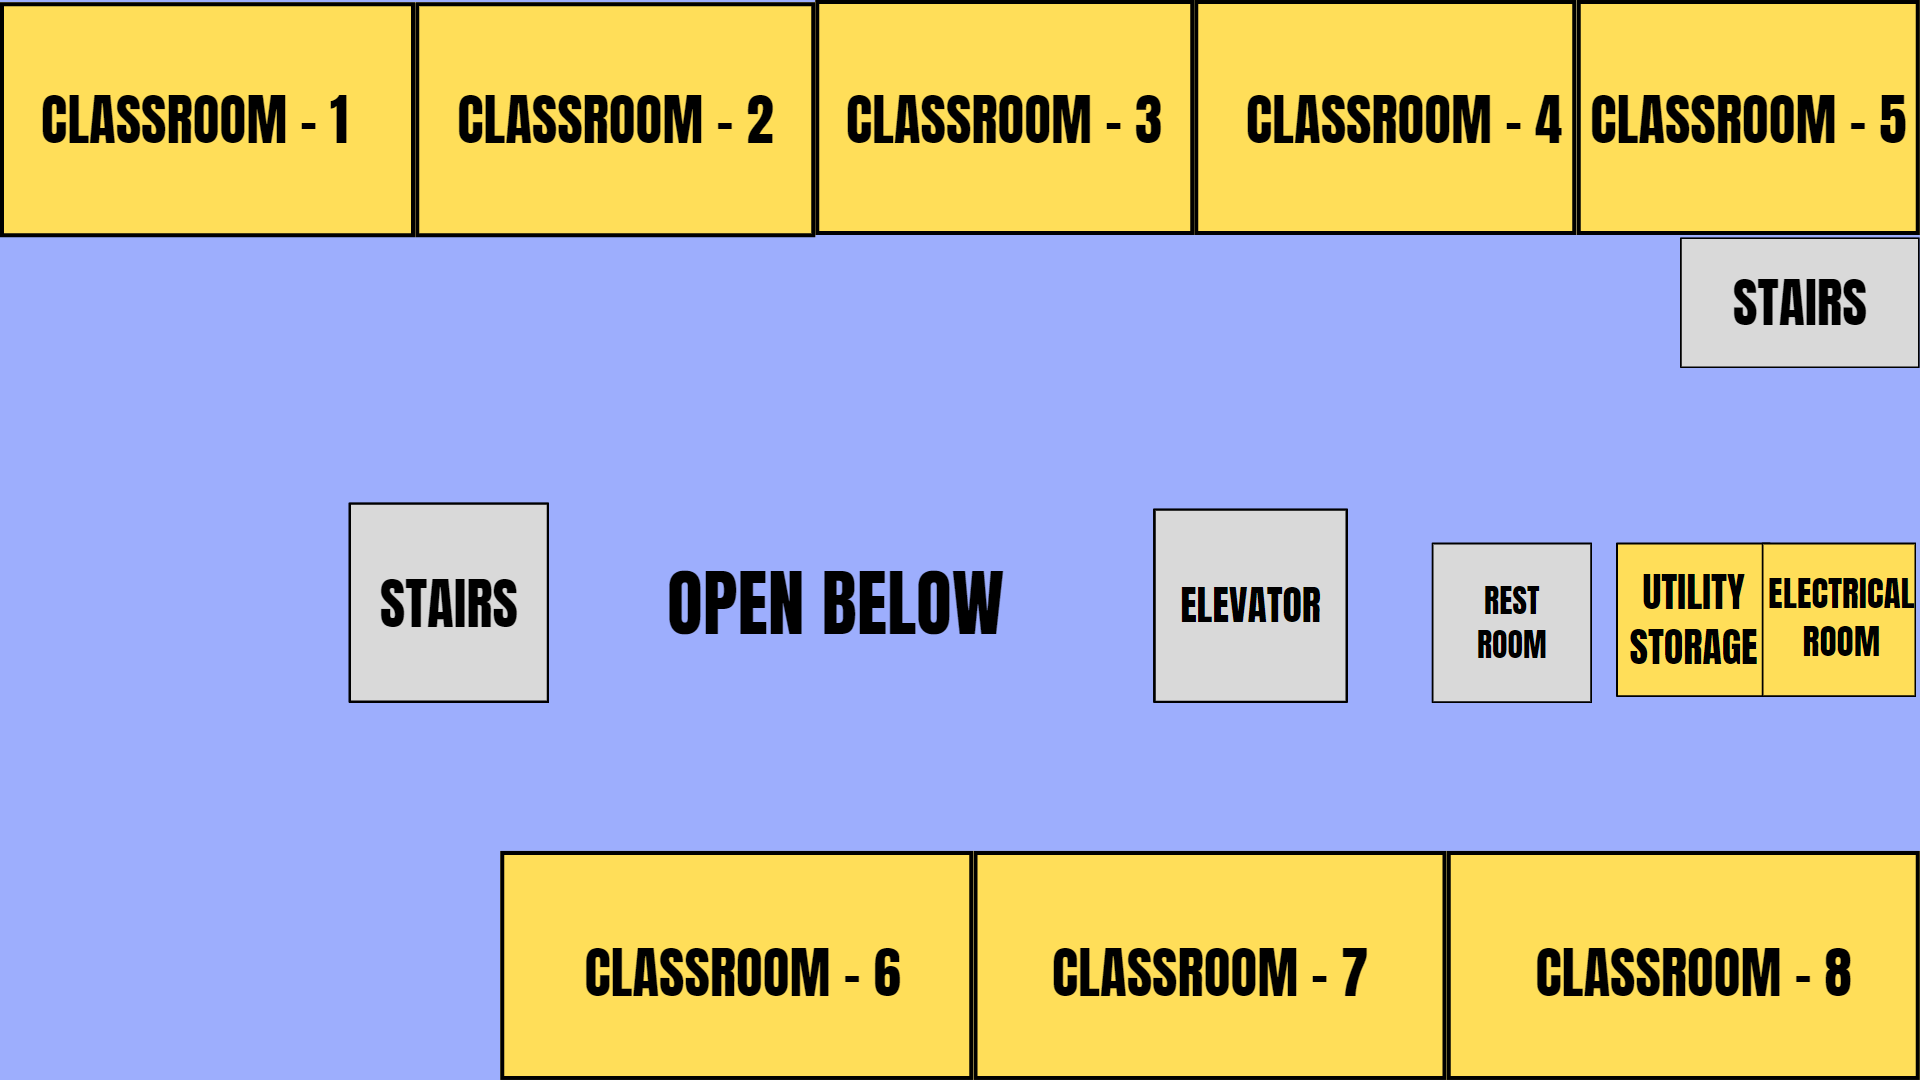 CLASSROOM - 1
CLASSROOM - 2
CLASSROOM - 3
CLASSROOM - 4
CLASSROOM - 5
STAIRS
STAIRS
OPEN BELOW
ELEVATOR
REST
ROOM
UTILITY
STORAGE
ELECTRICAL
ROOM
CLASSROOM - 6
CLASSROOM - 7
CLASSROOM - 8